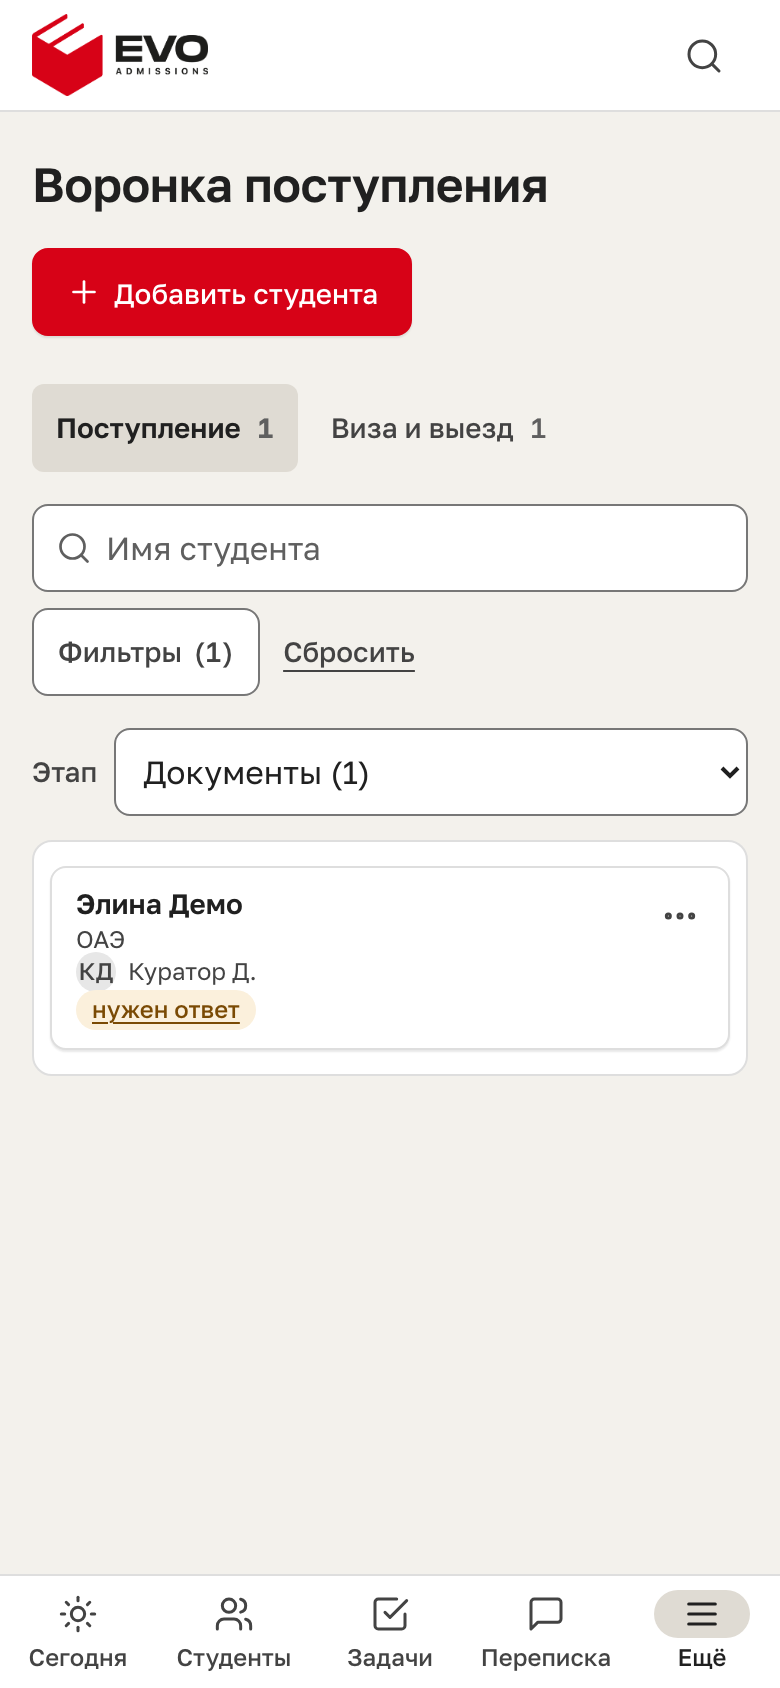 EVO
ADMISSIONS
Воронка поступления
Добавить студента
Поступление 1 Виза и выезд 1
Имя студента
Фильтры (1) Сбросить
Этап Документы (1)
Элина Демо
ОАЭ
КД Куратор Д.
нужен ответ
Сегодня Студенты Задачи Переписка Ещё